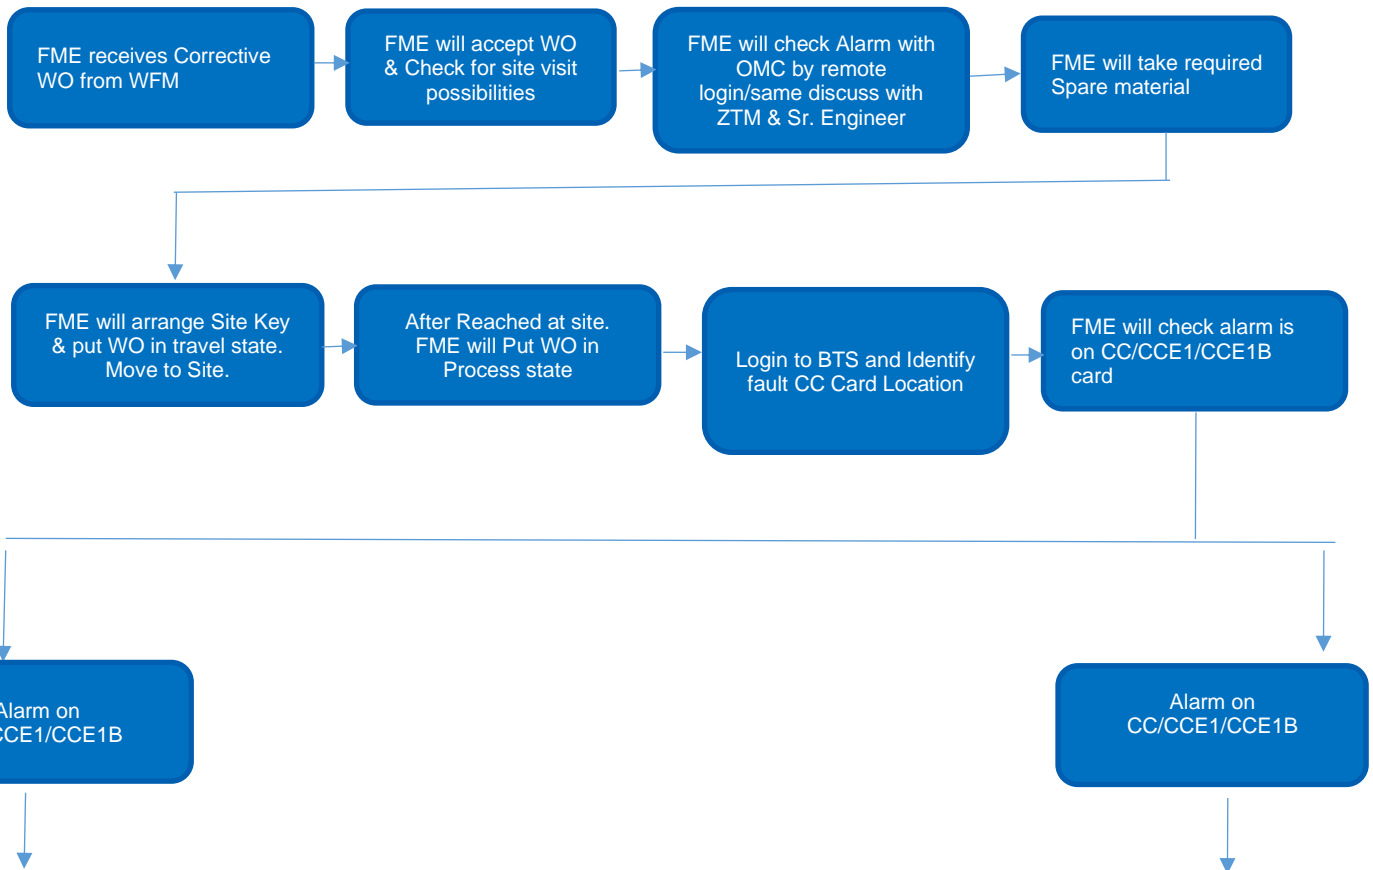 FME receives Corrective
WO from WFM
FME will accept WO
& Check for site visit
possibilities
FME will check Alarm with
OMC by remote
login/same discuss with
ZTM & Sr. Engineer
FME will take required
Spare material
FME will arrange Site Key
& put WO in travel state.
Move to Site.
After Reached at site.
FME will Put WO in
Process state
Login to BTS and Identify
fault CC Card Location
FME will check alarm is
on CC/CCE1/CCE1B
card
Alarm on
CCE1/CCE1B
Alarm on
CC/CCE1/CCE1B